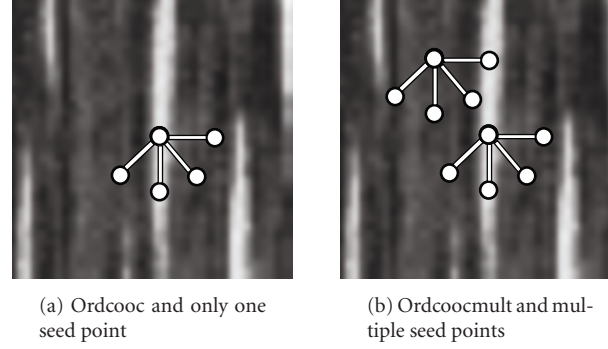 (a) Ordcooc and only one
seed point
(b) Ordcoocmult and mul-
tiple seed points